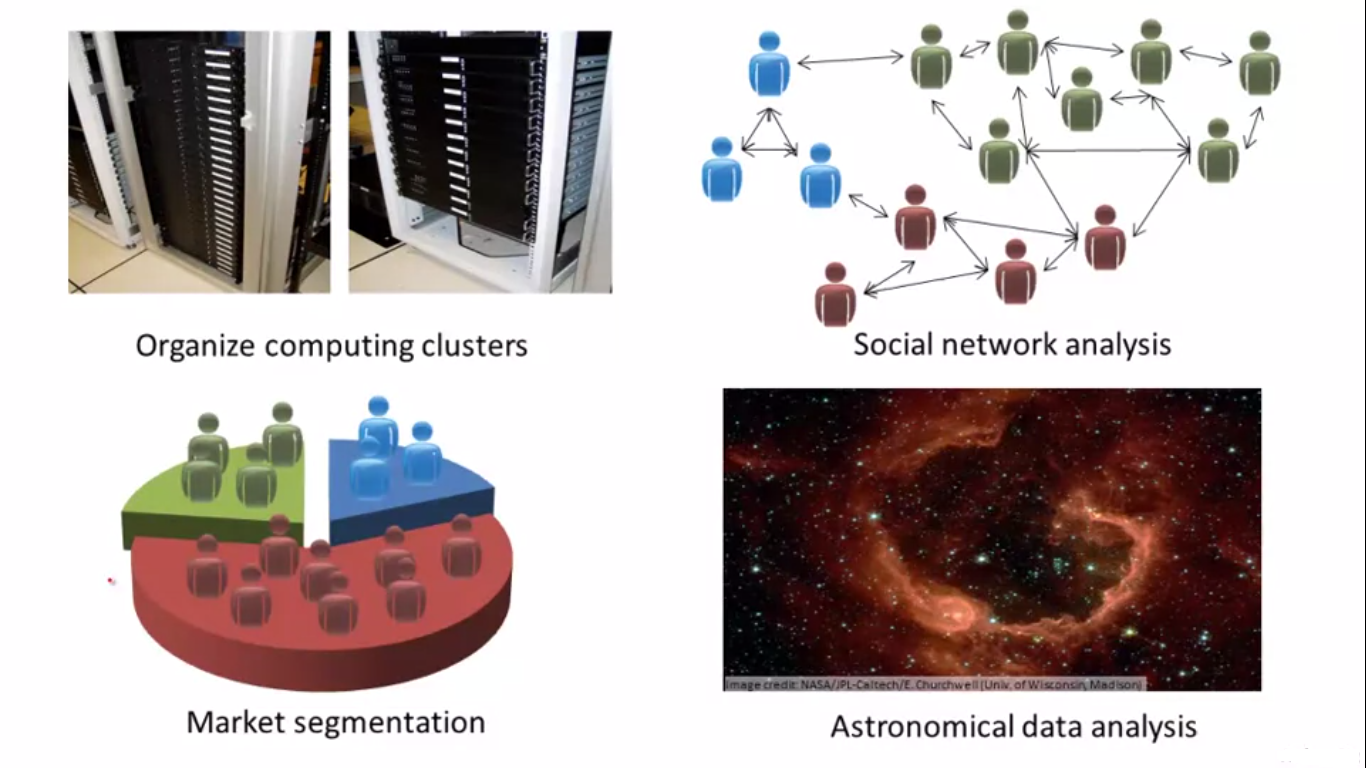 Organize computing clusters
Social network analysis
Market segmentation
Image credit: NASA/JPL-Caltech/E. Churchwell (Univ. of Wisconsin, Madison)
Astronomical data analysis